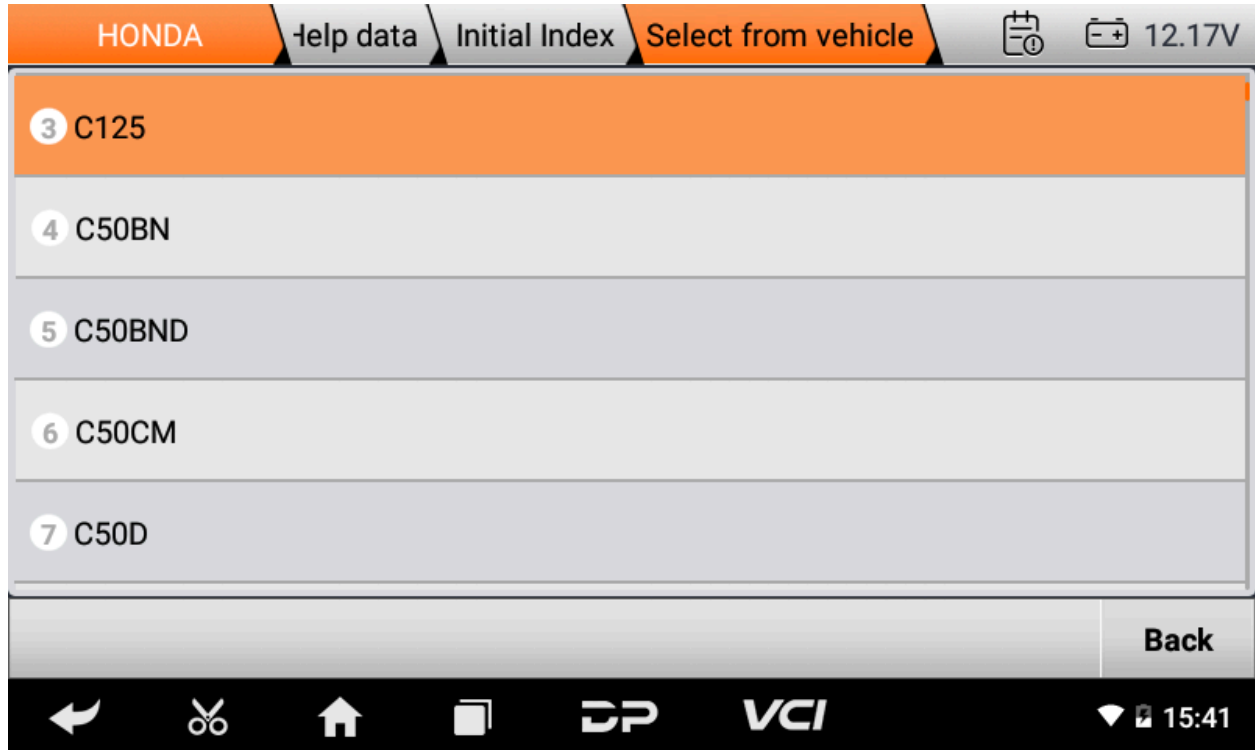 HONDA Help data Initial Index Select from vehicle 12.17V
3 C125
4 C50BN
5 C50BND
6 C50CM
7 C50D
Back
DP VCI 15:41